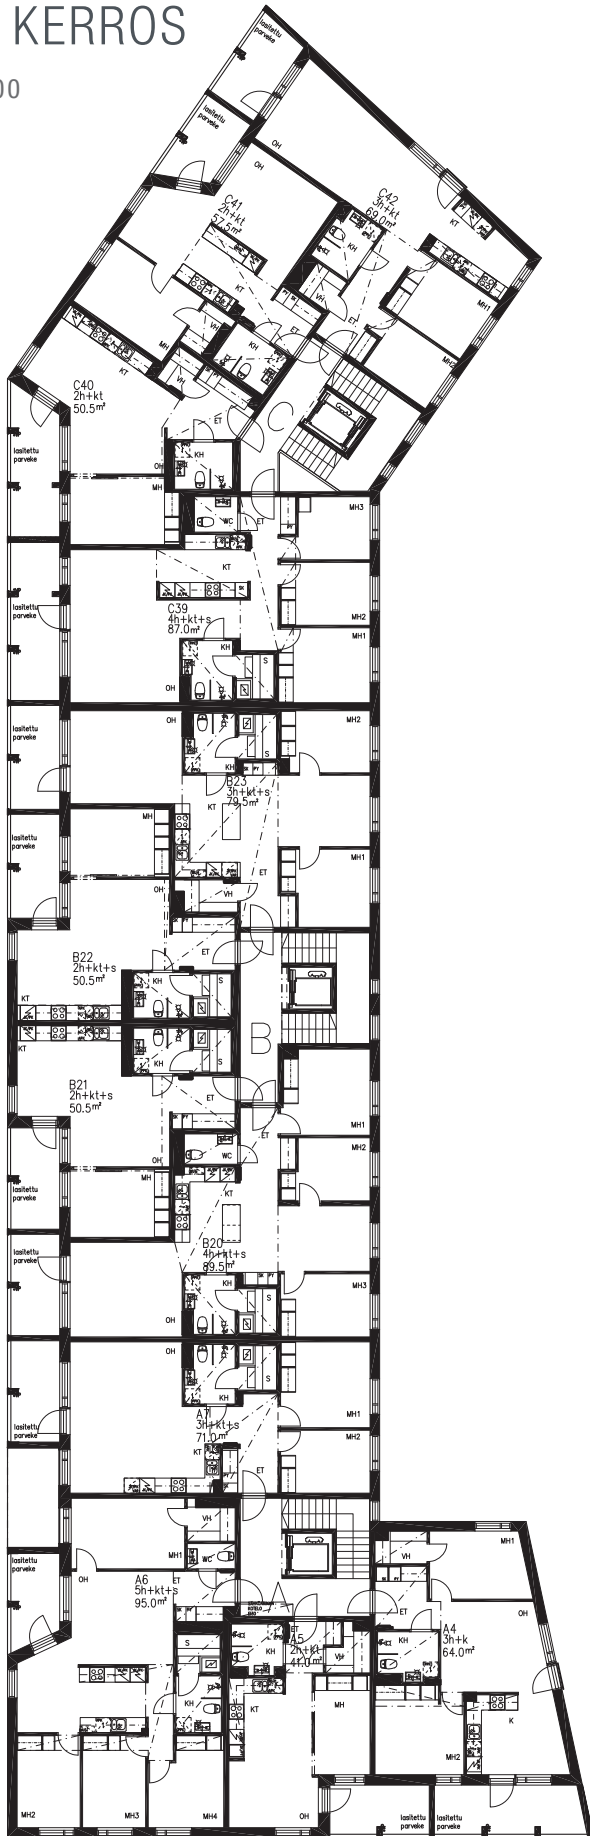 KERROS
00
lasitettu
parveke
lasitettu
parveke
OH
OH
C41
2h+kt
57.5m²
C42
3h+kt
69.0m²
KT
KH
KT
VH
MH1
ET
VH
KH
MH
MH2
KT
VH
ET
C40
2h+kt
50.5m²
C
ET
KH
OH
lasitettu
parveke
MH
WC
ET
MH3
KT
lasitettu
parveke
C39
4h+kt+s
87.0m²
MH2
MH1
KH
S
OH
OH
MH2
lasitettu
parveke
S
KH
B23
3h+kt+s
79.5m²
KT
MH
lasitettu
parveke
MH1
ET
OH
VH
B22
2h+kt+s
50.5m²
ET
KH
S
KT
B
KT
KH
S
B21
2h+kt+s
50.5m²
ET
MH1
ET
MH2
WC
OH
MH
lasitettu
parveke
KT
B20
4h+kt+s
89.5m²
lasitettu
parveke
KH
MH3
S
OH
OH
S
KH
A7
3h+kt+s
71.0m²
MH1
lasitettu
parveke
KT
MH2
ET
VH
WC
MH1
VH
MH1
OH
A6
5h+kt+s
95.0m²
ET
lasitettu
parveke
A
ET
OH
A4
3h+k
64.0m²
KH
ET
A5
2h+kt
41.0m²
VH
KH
S
KH
KT
MH
K
MH2
MH2
MH3
MH4
OH
lasitettu
parveke
lasitettu
parveke